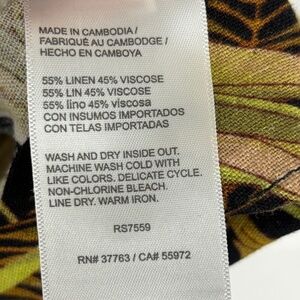 MADE IN CAMBODIA /
FABRIQUÉ AU CAMBODGE /
HECHO EN CAMBOYA
55% LINEN 45% VISCOSE
55% LIN 45% VISCOSE
55% lino 45% viscosa
CON INSUMOS IMPORTADOS
CON TELAS IMPORTADAS
WASH AND DRY INSIDE OUT.
MACHINE WASH COLD WITH
LIKE COLORS. DELICATE CYCLE.
NON-CHLORINE BLEACH.
LINE DRY. WARM IRON.
RS7559
RN# 37763 / CA# 55972